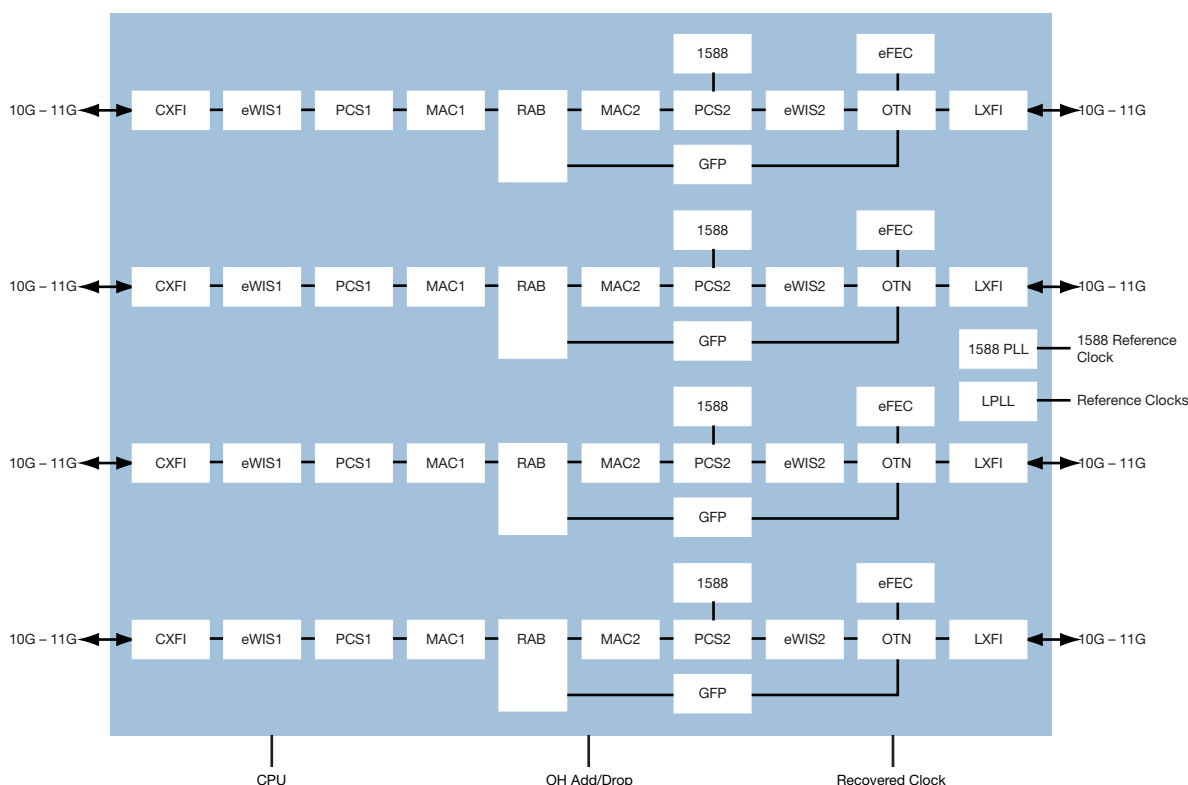 1588
eFEC
10G – 11G
CXFI
eWIS1
PCS1
MAC1
RAB
MAC2
PCS2
eWIS2
OTN
LXFI
10G – 11G
GFP
1588
eFEC
10G – 11G
CXFI
eWIS1
PCS1
MAC1
RAB
MAC2
PCS2
eWIS2
OTN
LXFI
10G – 11G
GFP
1588 PLL
1588 Reference
Clock
LPLL
Reference Clocks
1588
eFEC
10G – 11G
CXFI
eWIS1
PCS1
MAC1
RAB
MAC2
PCS2
eWIS2
OTN
LXFI
10G – 11G
GFP
1588
eFEC
10G – 11G
CXFI
eWIS1
PCS1
MAC1
RAB
MAC2
PCS2
eWIS2
OTN
LXFI
10G – 11G
GFP
CPU
OH Add/Drop
Recovered Clock